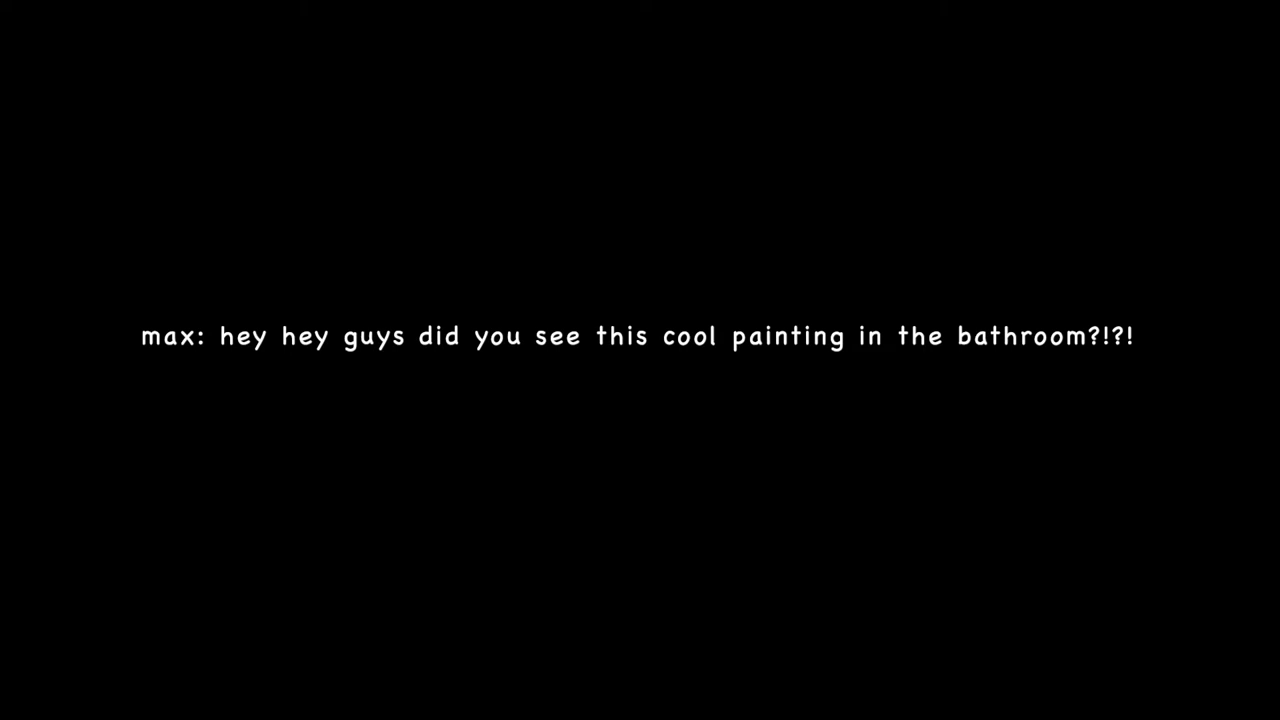 max: hey hey guys did you see this cool painting in the bathroom?!?!